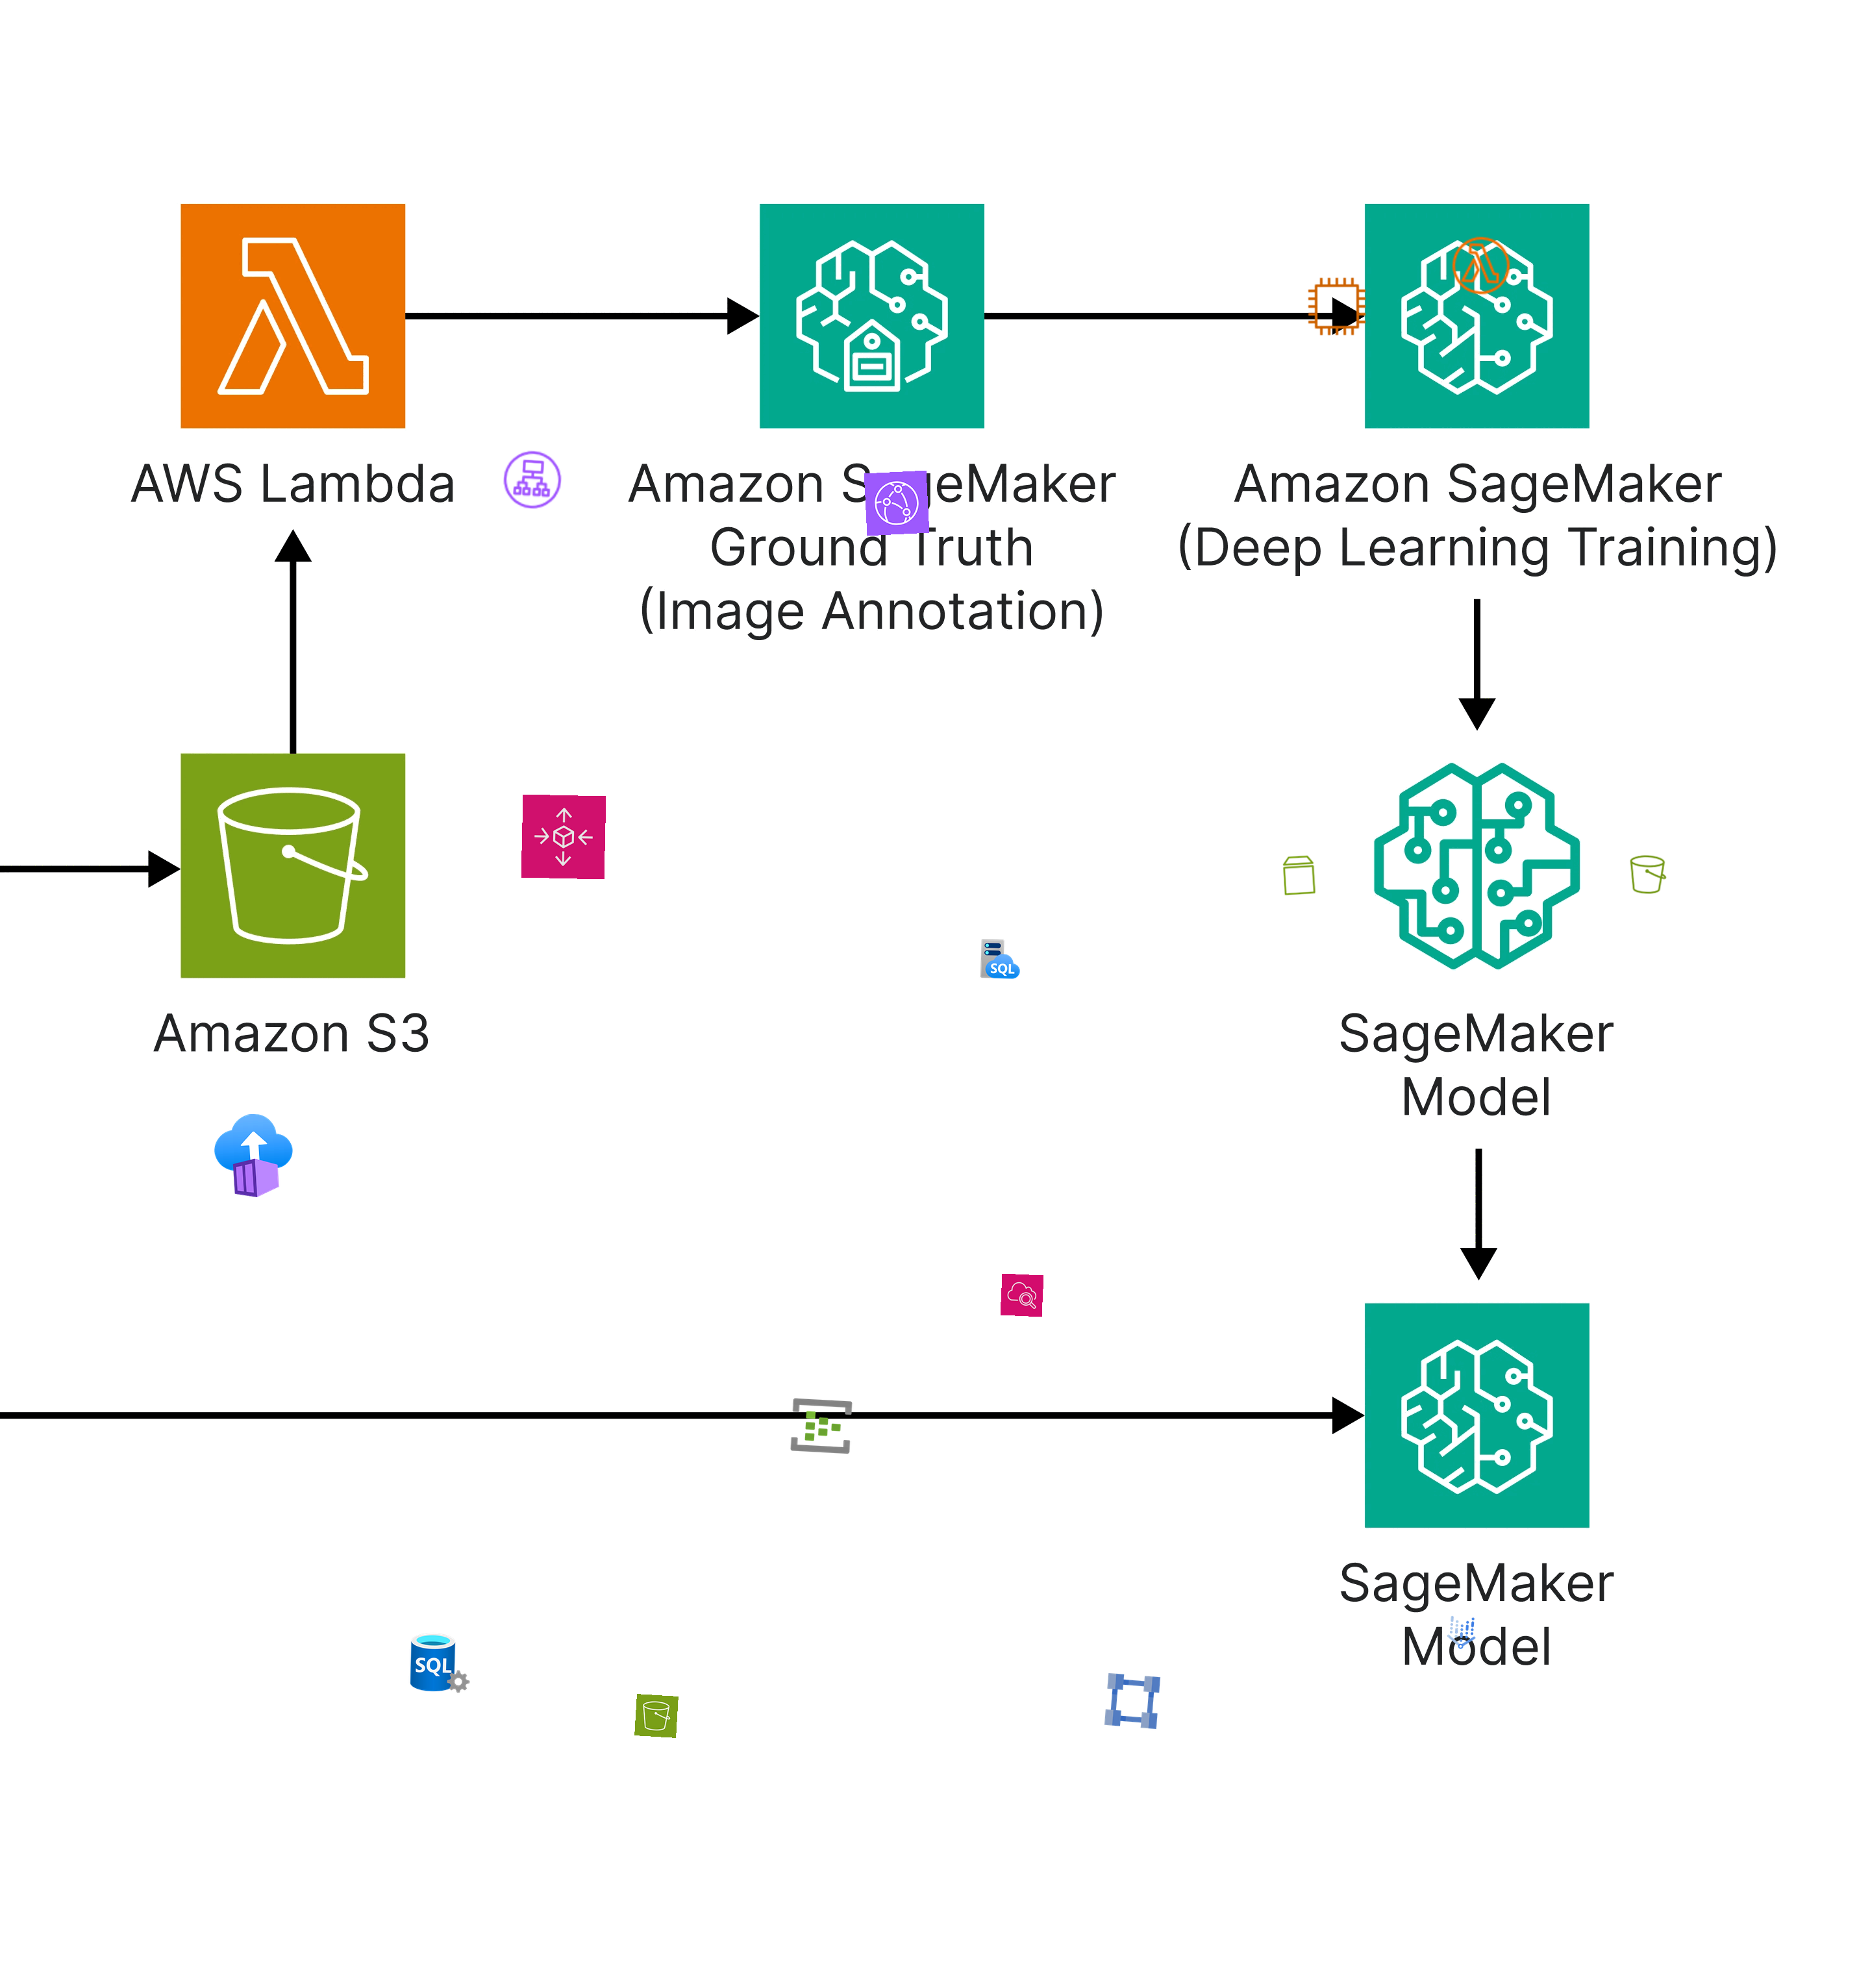 AWS Lambda
Amazon SageMaker
Ground Truth
(Image Annotation)
Amazon SageMaker
(Deep Learning Training)
Amazon S3
SageMaker
Model
SQL
SageMaker
Model
SQL